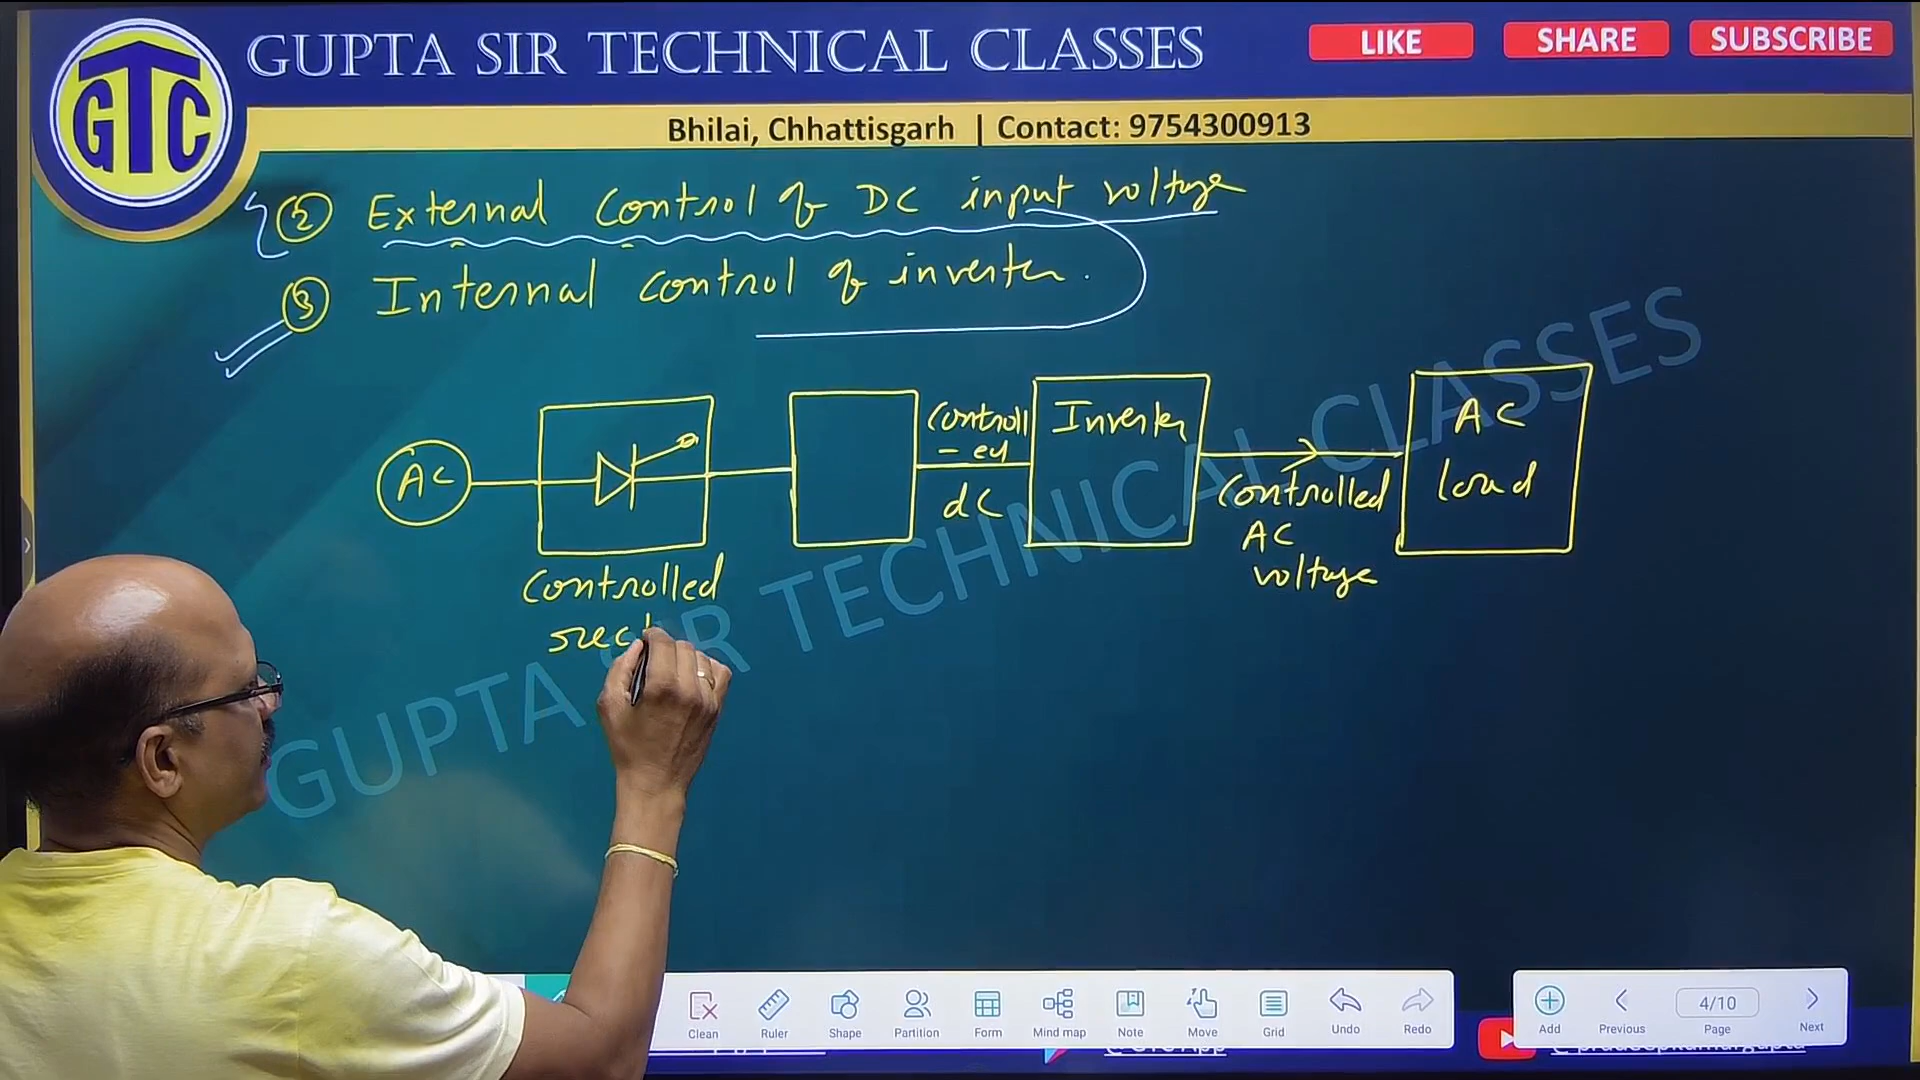 GTC
GUPTA SIR TECHNICAL CLASSES
LIKE
SHARE
SUBSCRIBE
Bhilai, Chhattisgarh | Contact: 9754300913
② External control of DC input voltage
③ Internal control of inverter.
AC
Controll
- ed
dC
Inverter
Controlled
AC
voltage
AC
load
Controlled
rect
GUPTA SIR TECHNICAL CLASSES
Clean
Ruler
Shape
Partition
Form
Mind map
Note
Move
Grid
Undo
Redo
Add
Previous
4/10
Page
Next